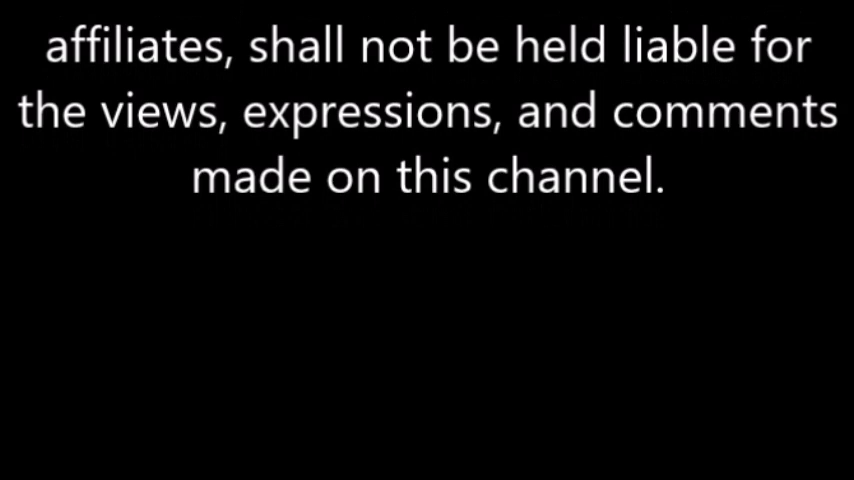 affiliates, shall not be held liable for
the views, expressions, and comments
made on this channel.